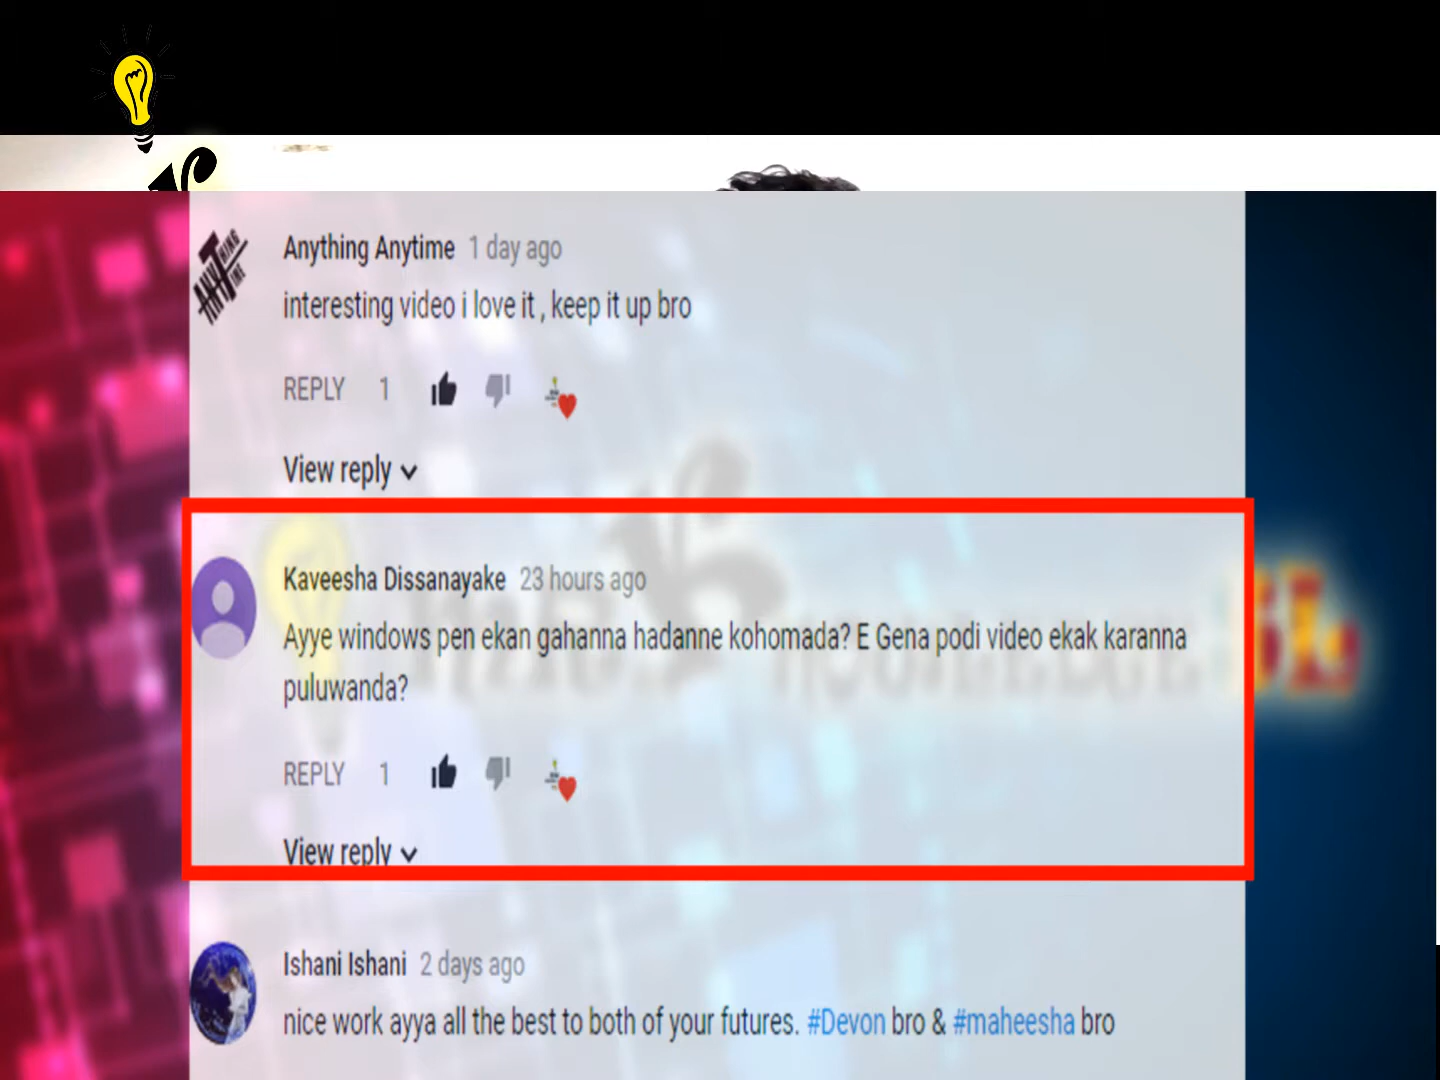 Anything Anytime 1 day ago
interesting video i love it , keep it up bro
REPLY 1
View reply
Kaveesha Dissanayake 23 hours ago
Ayye windows pen ekan gahanna hadanne kohomada? E Gena podi video ekak karanna
puluwanda?
REPLY 1
View reply
Ishani Ishani 2 days ago
nice work ayya all the best to both of your futures. #Devon bro & #maheesha bro